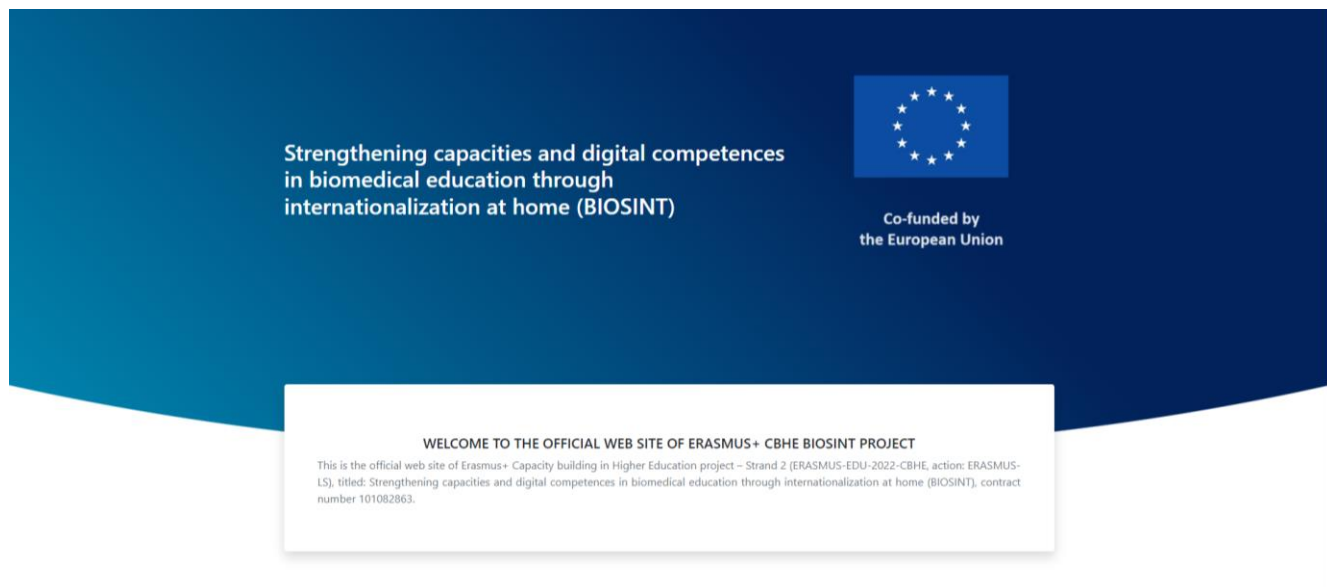 Strengthening capacities and digital competences
in biomedical education through
internationalization at home (BIOSINT)
Co-funded by
the European Union
WELCOME TO THE OFFICIAL WEB SITE OF ERASMUS+ CBHE BIOSINT PROJECT
This is the official web site of Erasmus+ Capacity building in Higher Education project – Strand 2 (ERASMUS-EDU-2022-CBHE, action: ERASMUS-
LS), titled: Strengthening capacities and digital competences in biomedical education through internationalization at home (BIOSINT), contract
number 101082863.